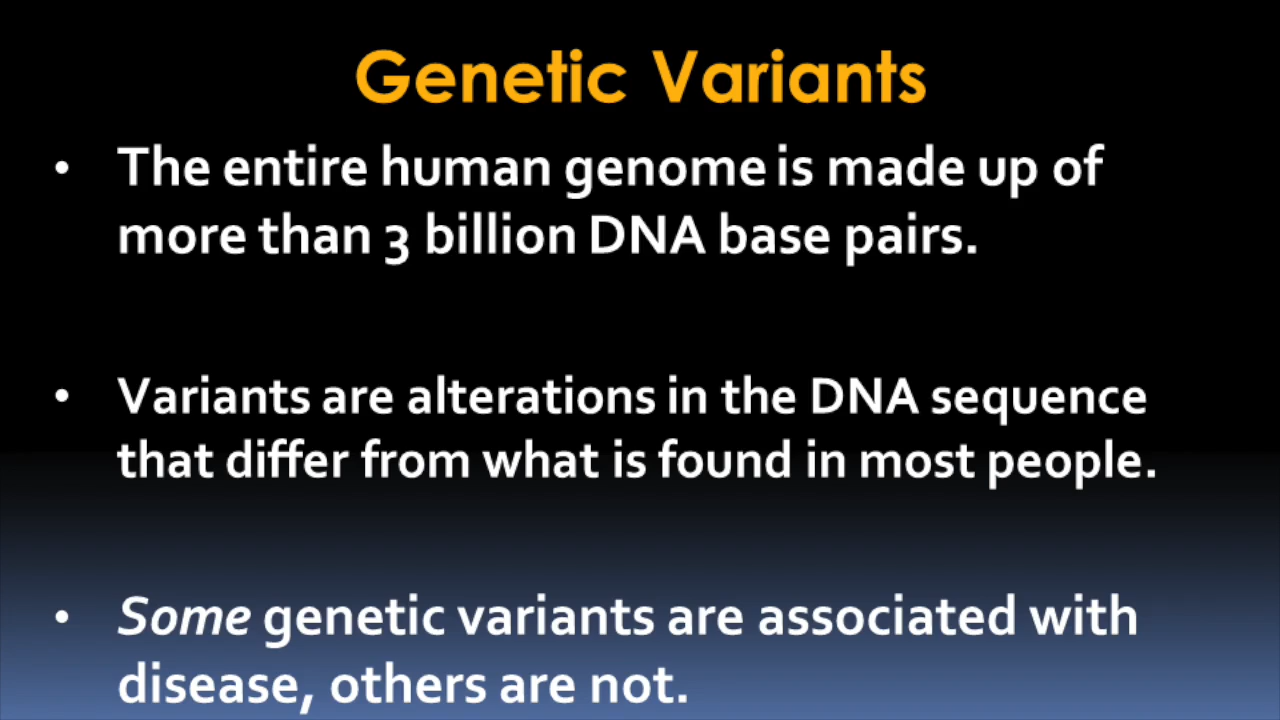 Genetic Variants
• The entire human genome is made up of
more than 3 billion DNA base pairs.
• Variants are alterations in the DNA sequence
that differ from what is found in most people.
• Some genetic variants are associated with
disease, others are not.